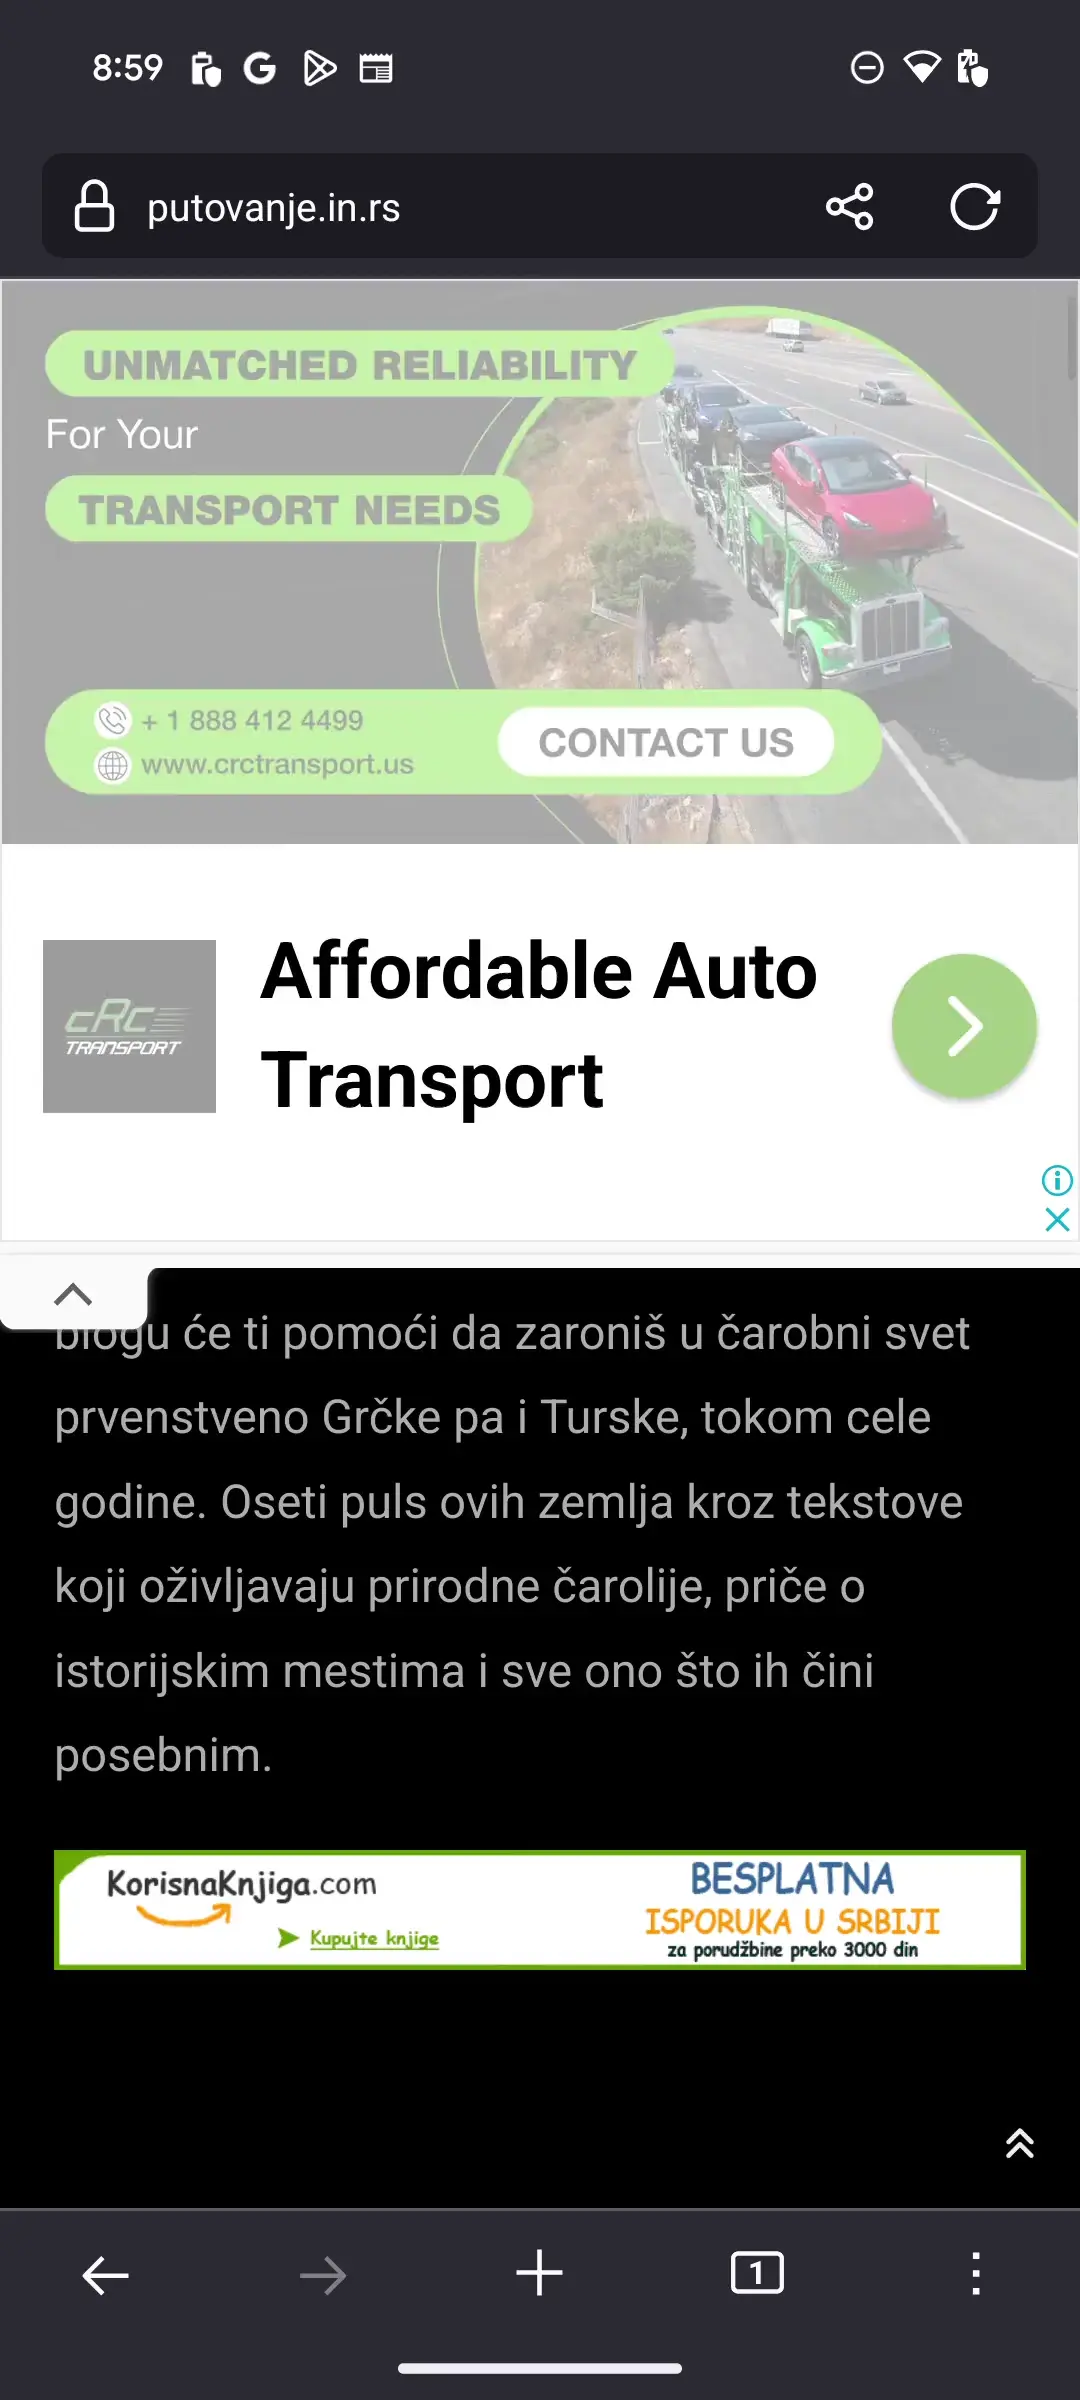 8:59
putovanje.in.rs
UNMATCHED RELIABILITY
For Your
TRANSPORT NEEDS
+ 1 888 412 4499
www.crctransport.us
CONTACT US
cRc
TRANSPORT
Affordable Auto
Transport
blogu će ti pomoći da zaroniš u čarobni svet
prvenstveno Grčke pa i Turske, tokom cele
godine. Oseti puls ovih zemlja kroz tekstove
koji oživljavaju prirodne čarolije, priče o
istorijskim mestima i sve ono što ih čini
posebnim.
KorisnaKnjiga.com
Kupujte knjige
BESPLATNA
ISPORUKA U SRBIJI
za porudžbine preko 3000 din
1